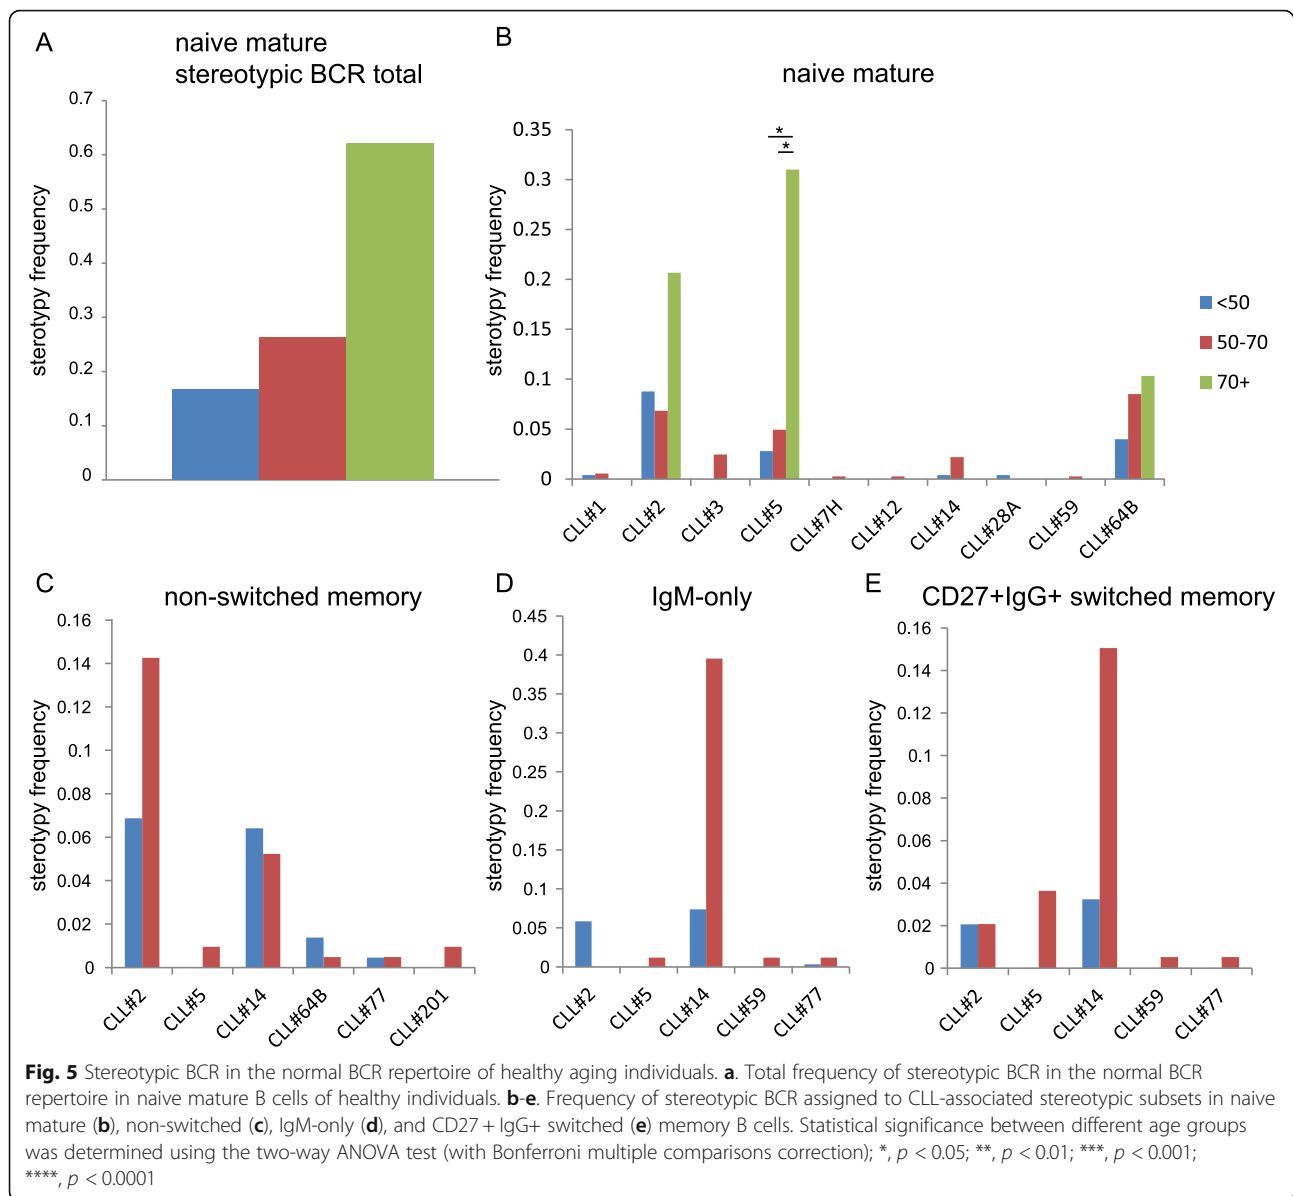 A
naive mature
stereotypic BCR total
sterotypy frequency
0.7
0.6
0.5
0.4
0.3
0.2
0.1
0
B
naive mature
sterotypy frequency
0.35
0.3
0.25
0.2
0.15
0.1
0.05
0
*
*
CLL#1
CLL#2
CLL#3
CLL#5
CLL#7H
CLL#12
CLL#14
CLL#28A
CLL#59
CLL#64B
<50
50-70
70+
C
non-switched memory
sterotypy frequency
0.16
0.14
0.12
0.1
0.08
0.06
0.04
0.02
0
CLL#2
CLL#5
CLL#14
CLL#64B
CLL#77
CLL#201
D
IgM-only
sterotypy frequency
0.45
0.4
0.35
0.3
0.25
0.2
0.15
0.1
0.05
0
CLL#2
CLL#5
CLL#14
CLL#59
CLL#77
E
CD27+IgG+ switched memory
sterotypy frequency
0.16
0.14
0.12
0.1
0.08
0.06
0.04
0.02
0
CLL#2
CLL#5
CLL#14
CLL#59
CLL#77
Fig. 5 Stereotypic BCR in the normal BCR repertoire of healthy aging individuals. a. Total frequency of stereotypic BCR in the normal BCR
repertoire in naive mature B cells of healthy individuals. b-e. Frequency of stereotypic BCR assigned to CLL-associated stereotypic subsets in naive
mature (b), non-switched (c), IgM-only (d), and CD27 + IgG+ switched (e) memory B cells. Statistical significance between different age groups
was determined using the two-way ANOVA test (with Bonferroni multiple comparisons correction); *, p < 0.05; **, p < 0.01; ***, p < 0.001;
****, p < 0.0001